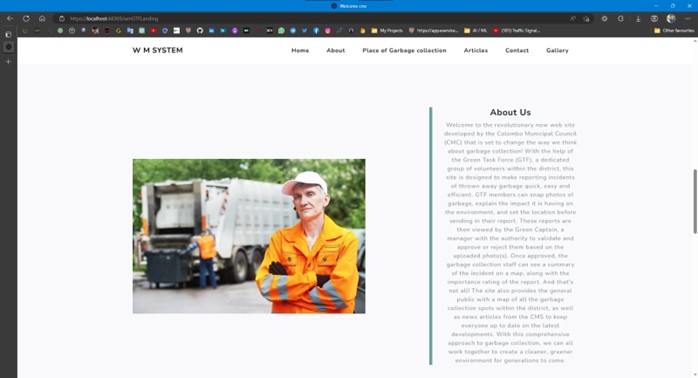 Welcome cmc
https://localhost:44365/wmGTFLanding
My Projects
AI / ML
(101) Traffic Signal...
Other favourites
W M SYSTEM
Home About Place of Garbage collection Articles Contact Gallery
About Us
Welcome to the revolutionary new web site
developed by the Colombo Municipal Council
(CMC) that is set to change the way we think
about garbage collection! With the help of
the Green Task Force (GTF), a dedicated
group of volunteers within the district, this
site is designed to make reporting incidents
of thrown away garbage quick, easy and
efficient. GTF members can snap photos of
garbage, explain the impact it is having on
the environment, and set the location before
sending in their report. These reports are
then viewed by the Green Captain, a
manager with the authority to validate and
approve or reject them based on the
uploaded photo(s). Once approved, the
garbage collection staff can see a summary
of the incident on a map, along with the
importance rating of the report. And that's
not all! The site also provides the general
public with a map of all the garbage
collection spots within the district, as well
as news articles from the CMS to keep
everyone up to date on the latest
developments. With this comprehensive
approach to garbage collection, we can all
work together to create a cleaner, greener
environment for generations to come.